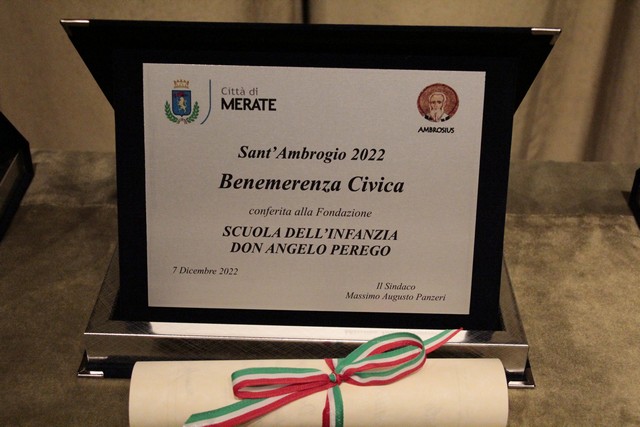 Città di
MERATE
AMBROSIUS
Sant'Ambrogio 2022
Benemerenza Civica
conferita alla Fondazione
SCUOLA DELL'INFANZIA
DON ANGELO PEREGO
7 Dicembre 2022
Il Sindaco
Massimo Augusto Panzeri